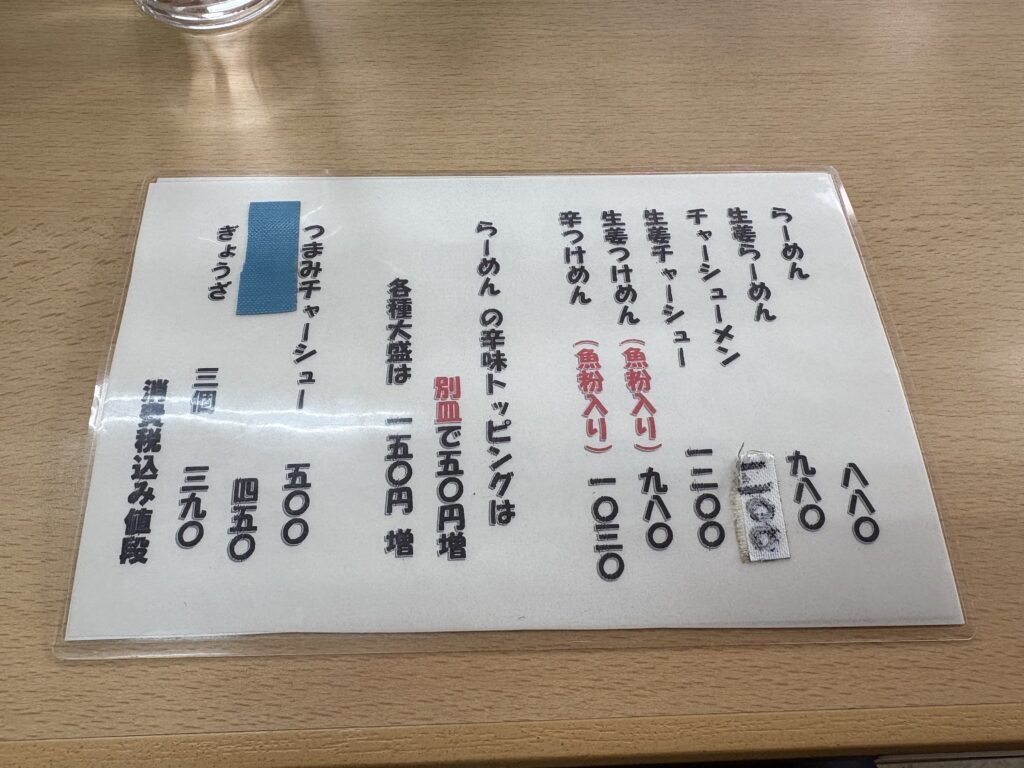 らーめん 八八〇
生姜らーめん 九八〇
チャーシューメン 1100
生姜チャーシュー 一二〇〇
生姜つけめん（魚粉入り） 九八〇
辛つけめん（魚粉入り） 一〇三〇
らーめん の辛味トッピングは
別皿で五〇円増
各種大盛は 一五〇円 増
つまみチャーシュー 五〇〇
四五〇
ぎょうざ 三個 三九〇
消費税込み値段